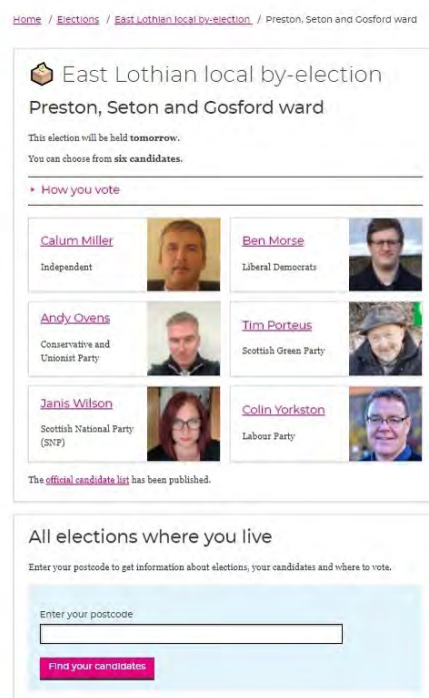 Home / Elections / East Lothian local by-election / Preston, Seton and Gosford ward
East Lothian local by-election
Preston, Seton and Gosford ward
This election will be held tomorrow.
You can choose from six candidates.
How you vote
Calum Miller
Independent
Ben Morse
Liberal Democrats
Andy Ovens
Conservative and
Unionist Party
Tim Porteus
Scottish Green Party
Janis Wilson
Scottish National Party
(SNP)
Colin Yorkston
Labour Party
The official candidate list has been published.
All elections where you live
Enter your postcode to get information about elections, your candidates and where to vote.
Enter your postcode
Find your candidates